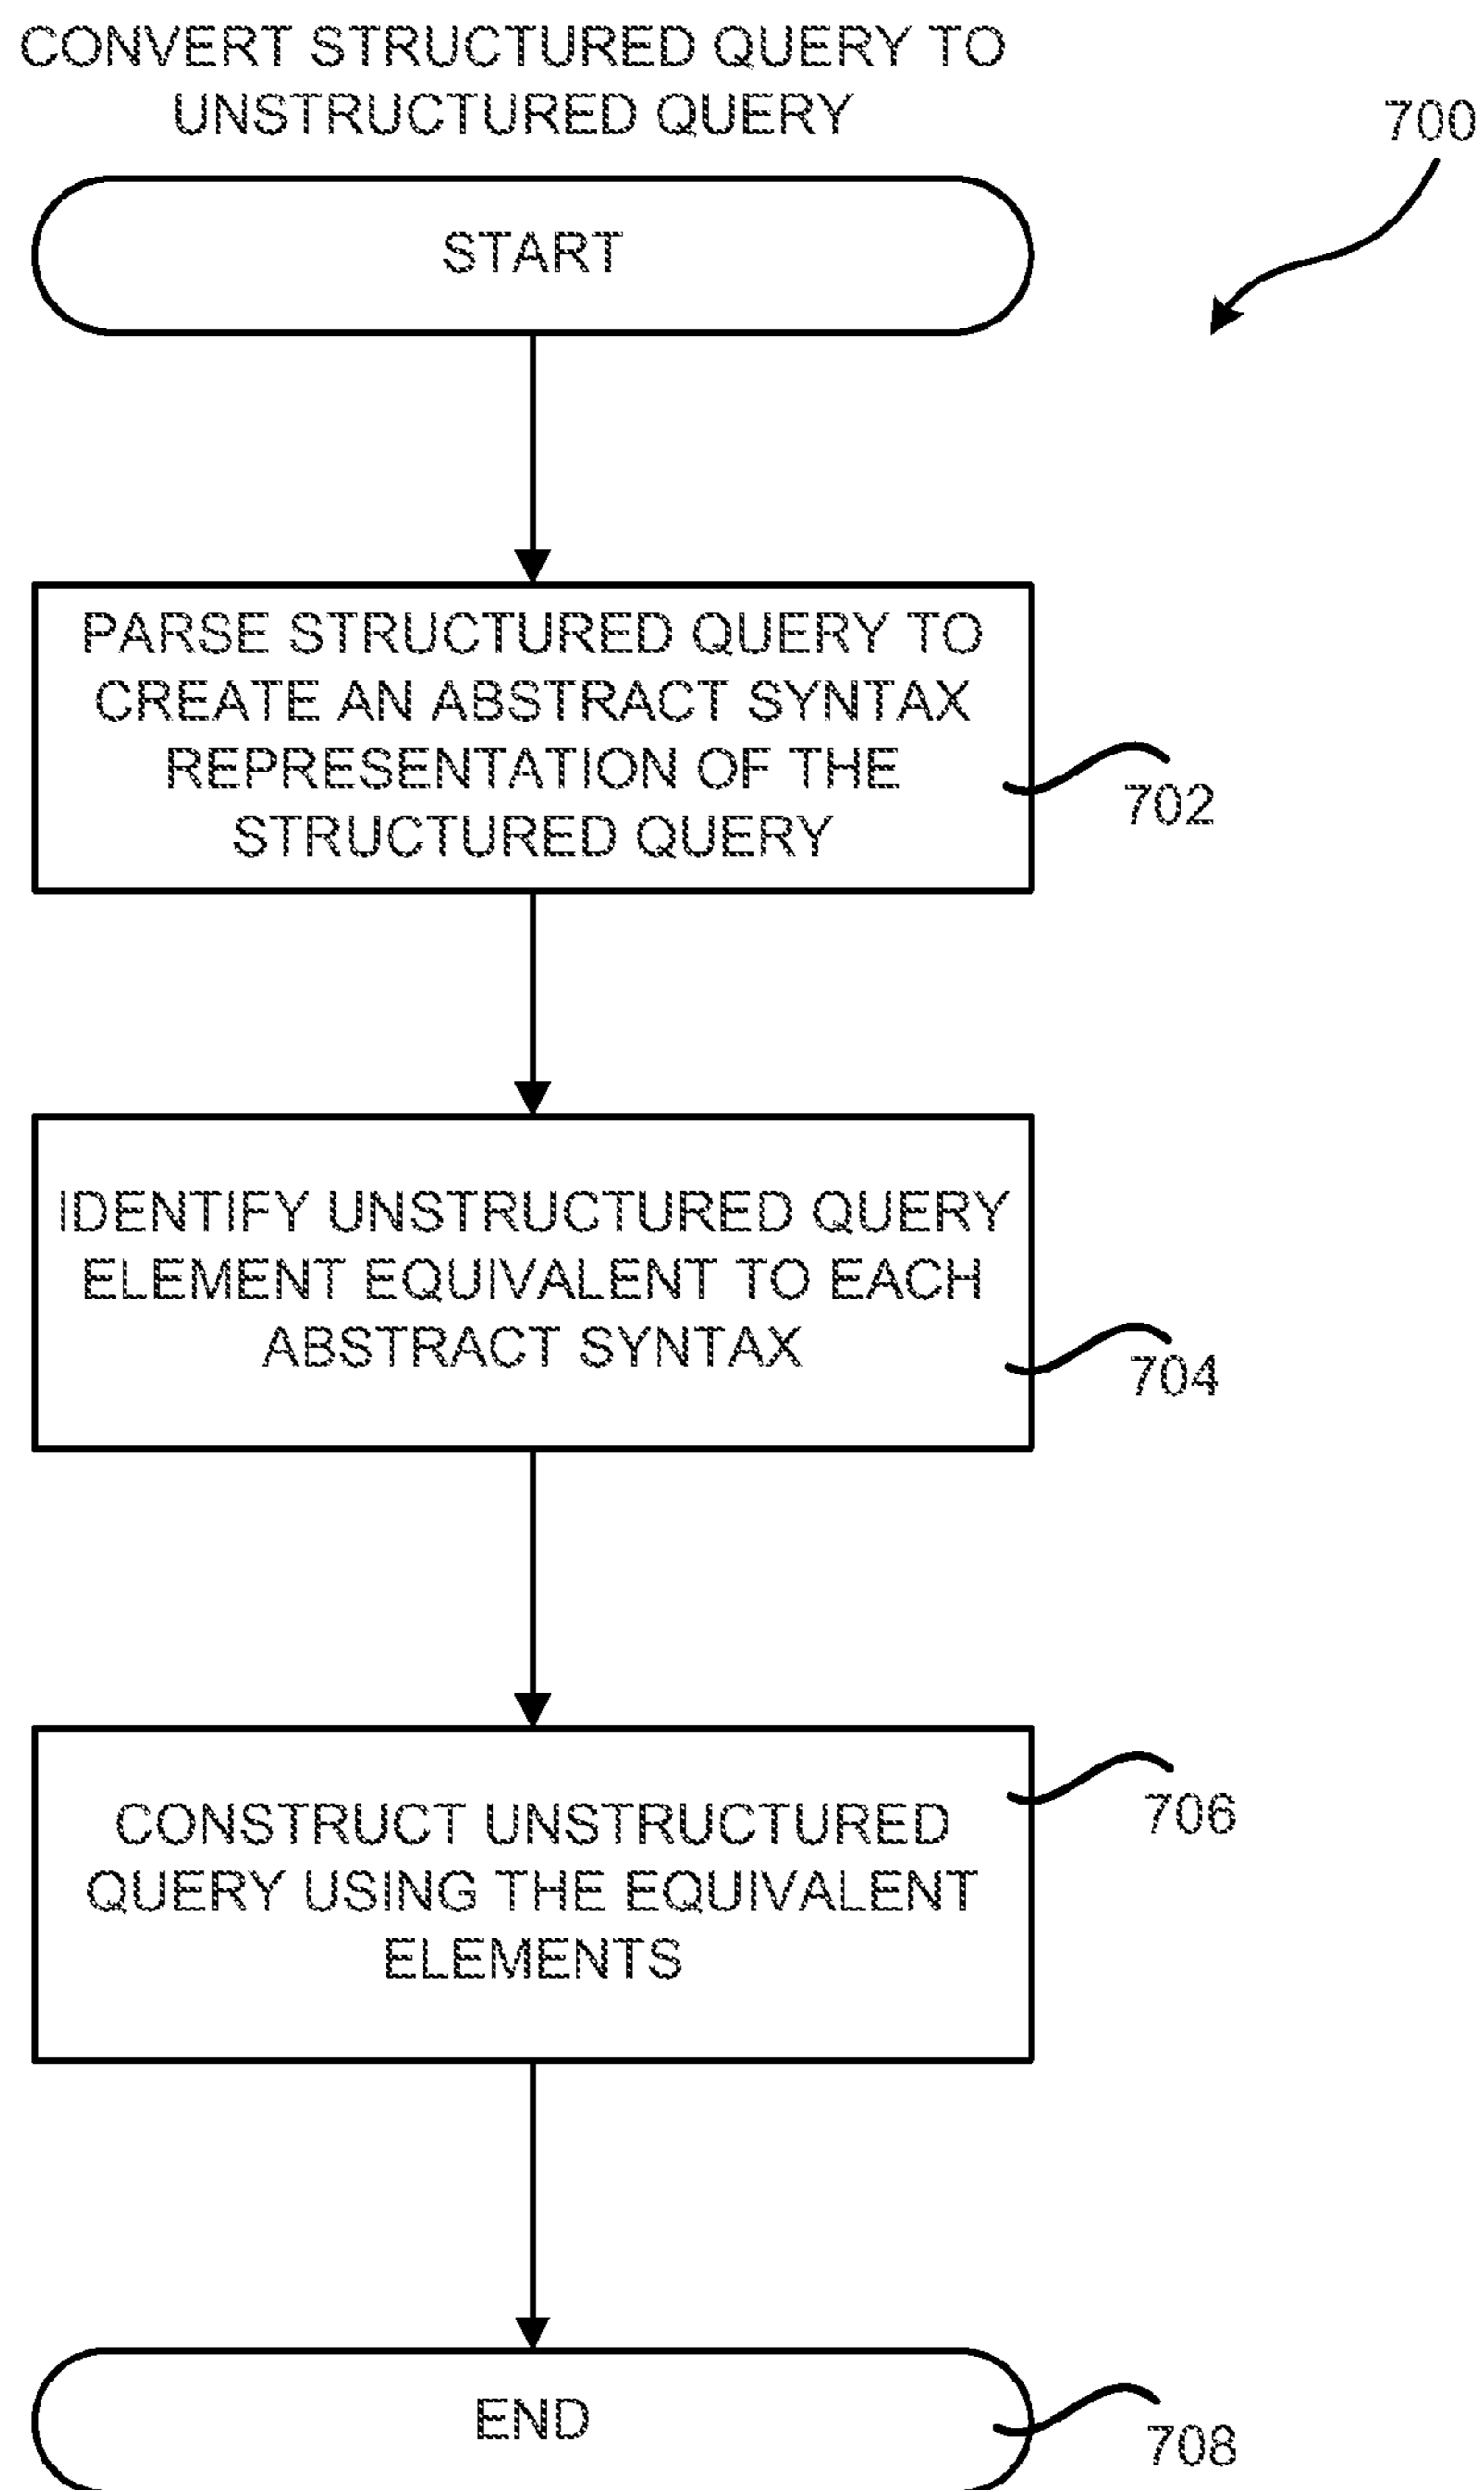 CONVERT STRUCTURED QUERY TO
UNSTRUCTURED QUERY
700
START
PARSE STRUCTURED QUERY TO
CREATE AN ABSTRACT SYNTAX
REPRESENTATION OF THE
STRUCTURED QUERY
702
IDENTIFY UNSTRUCTURED QUERY
ELEMENT EQUIVALENT TO EACH
ABSTRACT SYNTAX
704
CONSTRUCT UNSTRUCTURED
QUERY USING THE EQUIVALENT
ELEMENTS
706
END
708